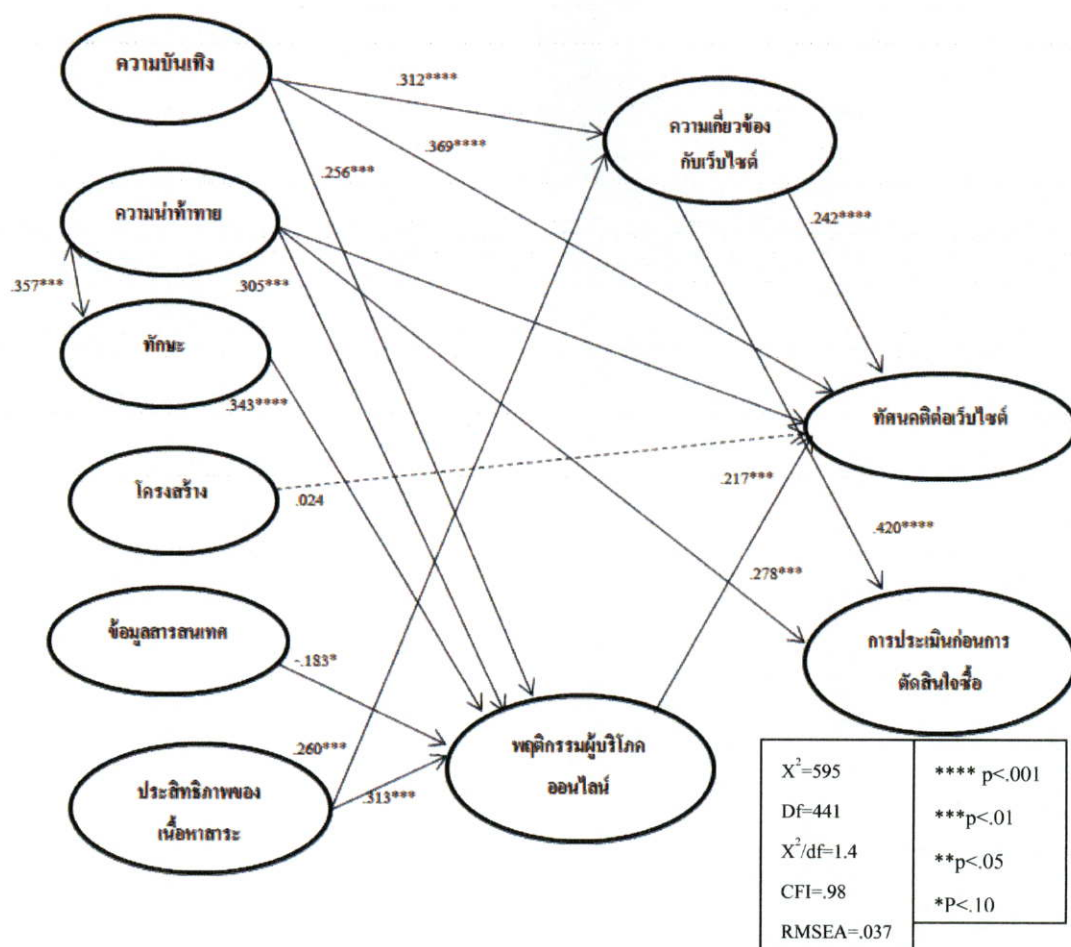 ความบันเทิง
.312****
ความเกี่ยวข้อง
กับเว็บไซต์
.369****
.256***
ความน่าท้าทาย
.242****
.357***
.305***
ทักษะ
.343****
ทัศนคติต่อเว็บไซต์
โครงสร้าง
.024
.217***
.420****
.278***
ข้อมูลสารสนเทศ
-.183*
การประเมินก่อนการ
ตัดสินใจซื้อ
.260***
พฤติกรรมผู้บริโภค
ออนไลน์
ประสิทธิภาพของ
เนื้อหาสาระ
.313***
X²=595
Df=441
X²/df=1.4
CFI=.98
RMSEA=.037
**** p<.001
***p<.01
**p<.05
*P<.10